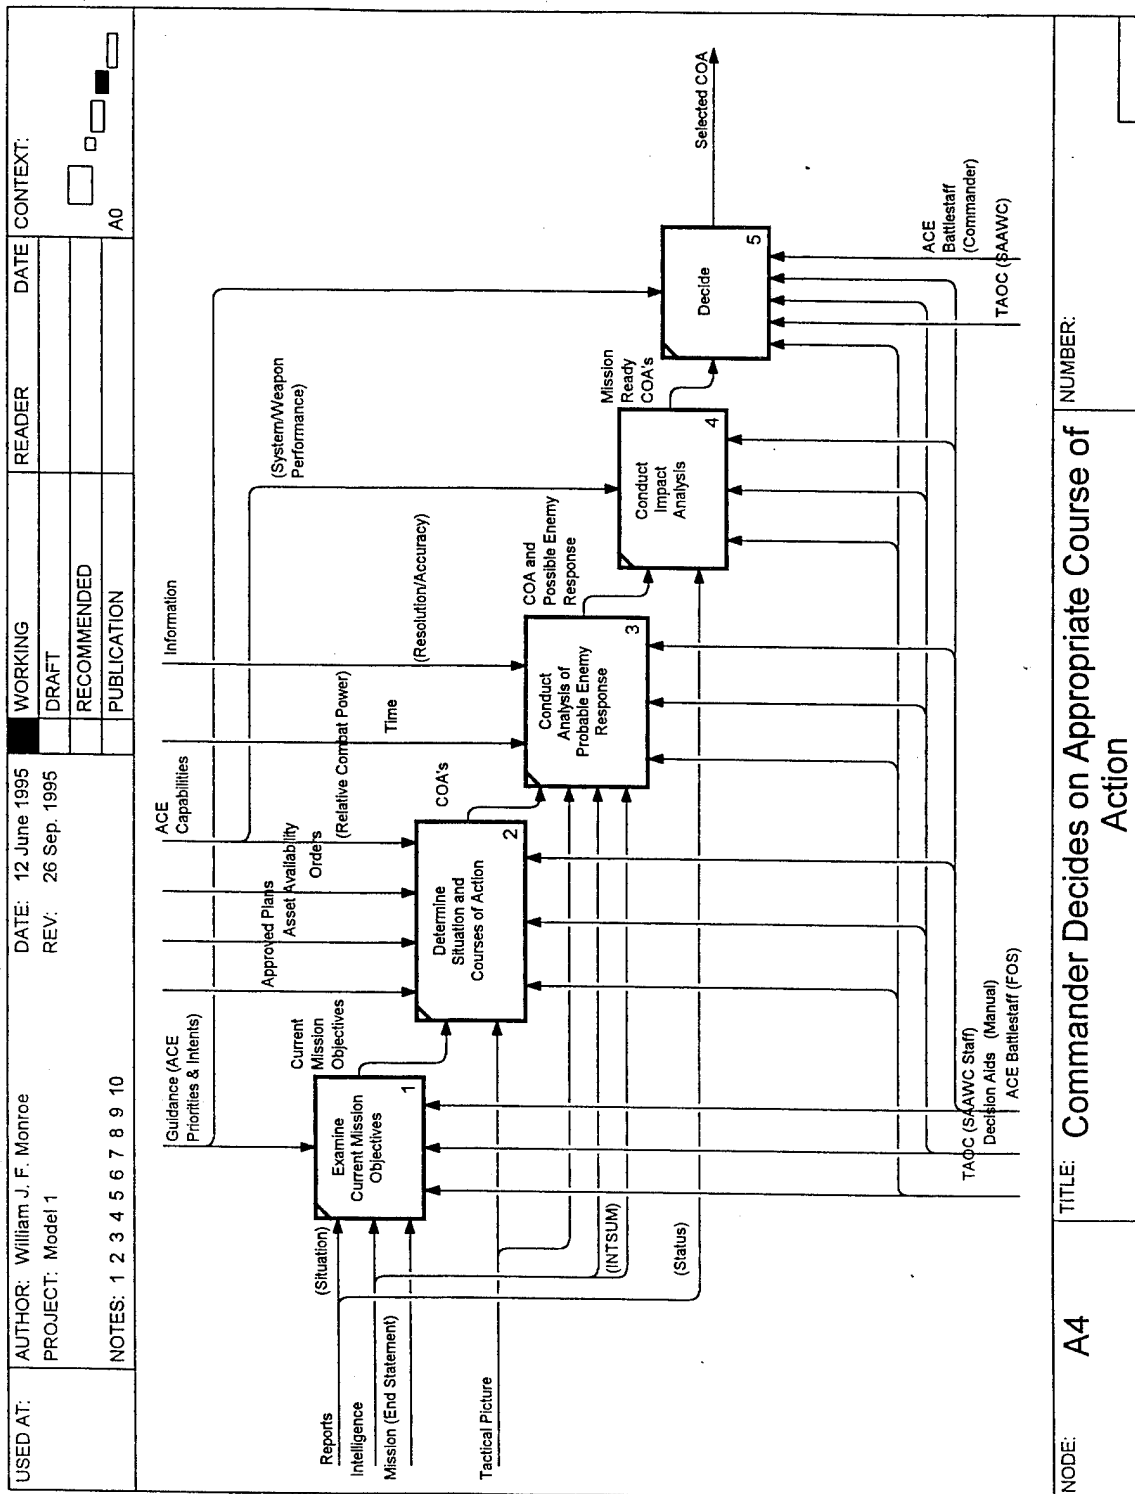 USED AT:
AUTHOR: William J. F. Monroe
PROJECT: Model 1
NOTES: 1 2 3 4 5 6 7 8 9 10
DATE: 12 June 1995
REV: 26 Sep. 1995
WORKING
DRAFT
RECOMMENDED
PUBLICATION
READER
DATE
CONTEXT:
A0
Guidance (ACE
Priorities & Intents)
Approved Plans
Asset Availability
Orders
ACE
Capabilities
(Relative Combat Power)
Time
Information
(Resolution/Accuracy)
(System/Weapon
Performance)
Reports
Intelligence
Mission (End Statement)
Tactical Picture
(Situation)
(INTSUM)
(Status)
Examine
Current Mission
Objectives
1
Current
Mission
Objectives
Determine
Situation and
Courses of Action
2
COA's
Conduct
Analysis of
Probable Enemy
Response
3
COA and
Possible Enemy
Response
Conduct
Impact
Analysis
4
Mission
Ready
COA's
Decide
5
Selected COA
TAOC (SAAWC Staff)
Decision Aids (Manual)
ACE Battlestaff (FOS)
TAOC (SAAWC)
ACE
Battlestaff
(Commander)
NODE:
A4
TITLE:
Commander Decides on Appropriate Course of
Action
NUMBER: